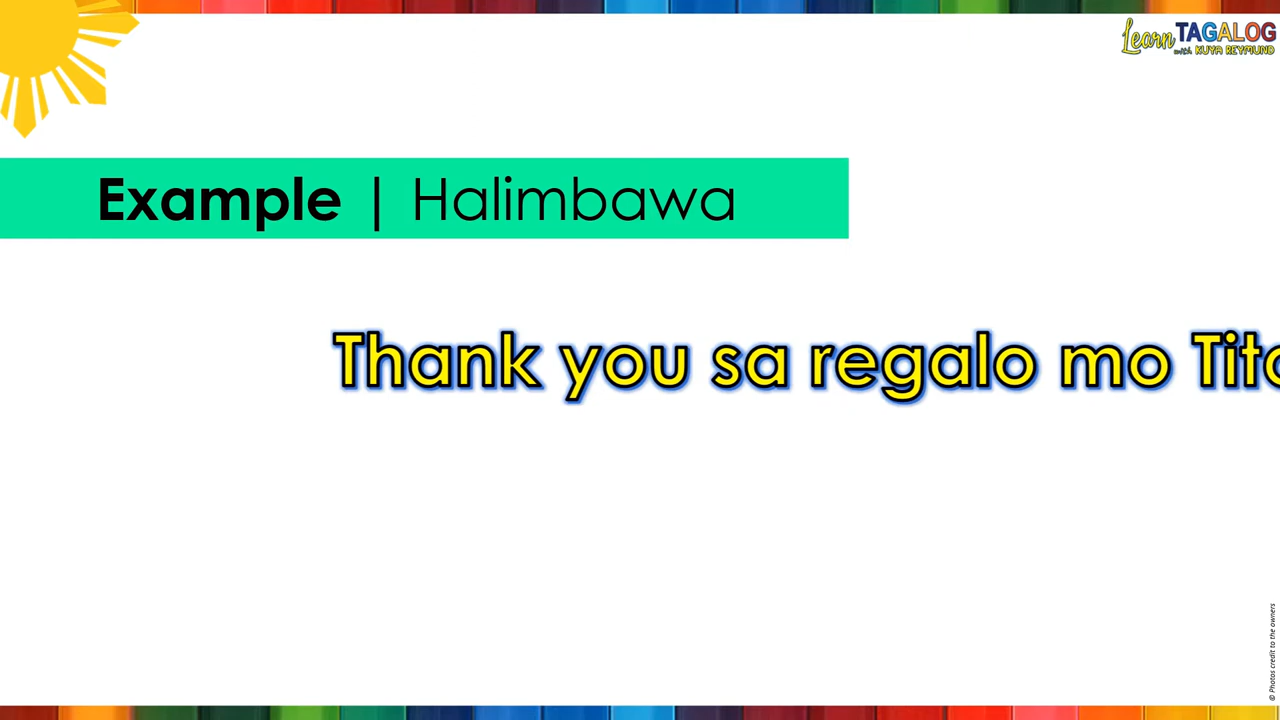 Learn TAGALOG
with KUYA REYMUND
Example | Halimbawa
Thank you sa regalo mo
© Photos credit to the owners